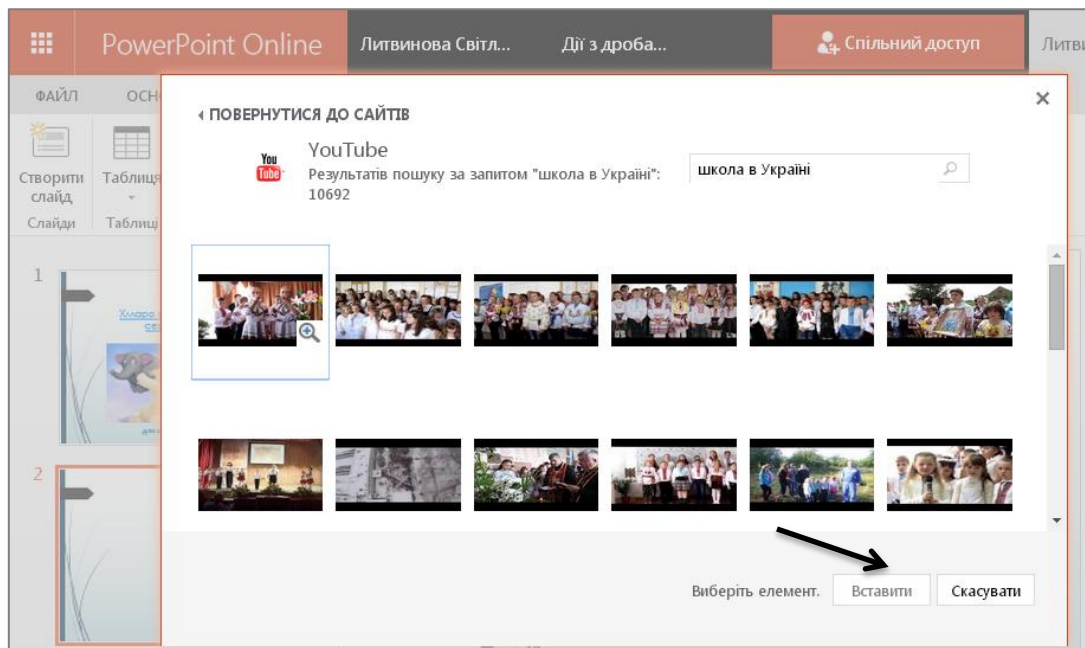 PowerPoint Online
Литвинова Світл...
Дії з дроба...
Спільний доступ
Литви
ФАЙЛ
ОСН
Створити
слайд
Таблиця
Слайди
Таблиці
◂ ПОВЕРНУТИСЯ ДО САЙТІВ
You
Tube
YouTube
Результатів пошуку за запитом "школа в Україні":
10692
школа в Україні
1
Хмаро
2
Виберіть елемент.
Вставити
Скасувати